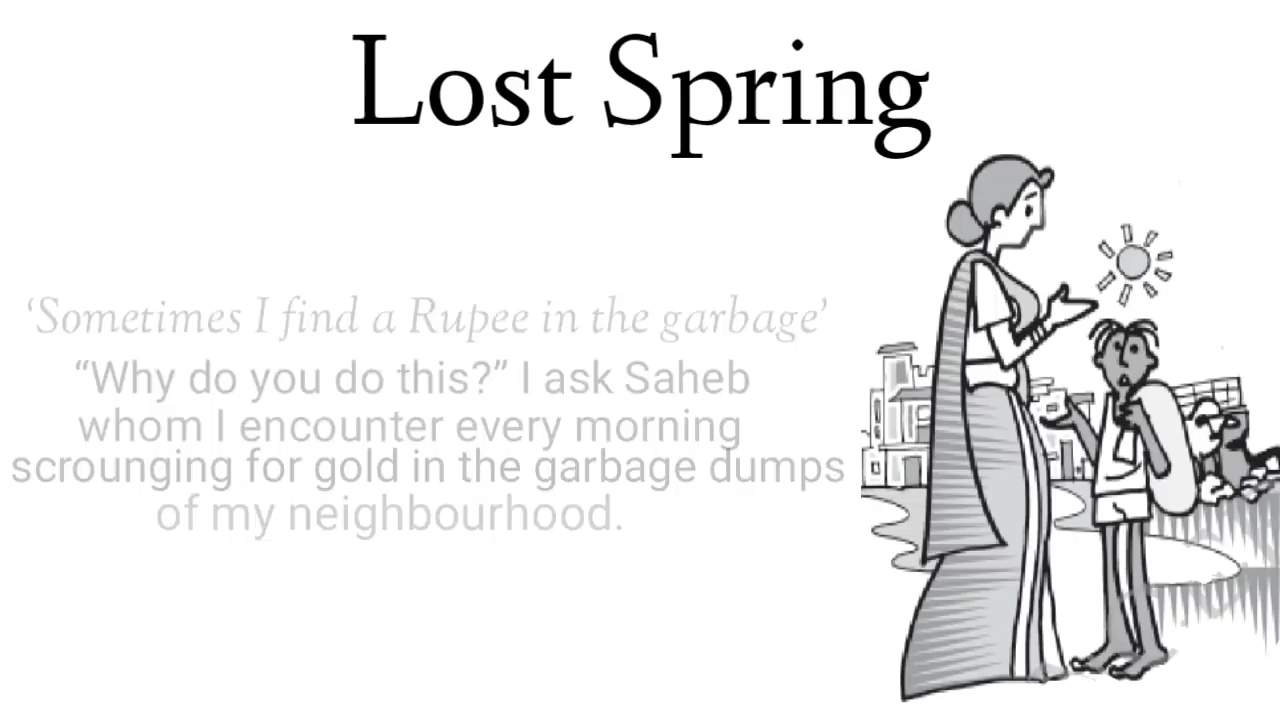 Lost Spring
‘Sometimes I find a Rupee in the garbage’
“Why do you do this?” I ask Saheb
whom I encounter every morning
scrounging for gold in the garbage dumps
of my neighbourhood.